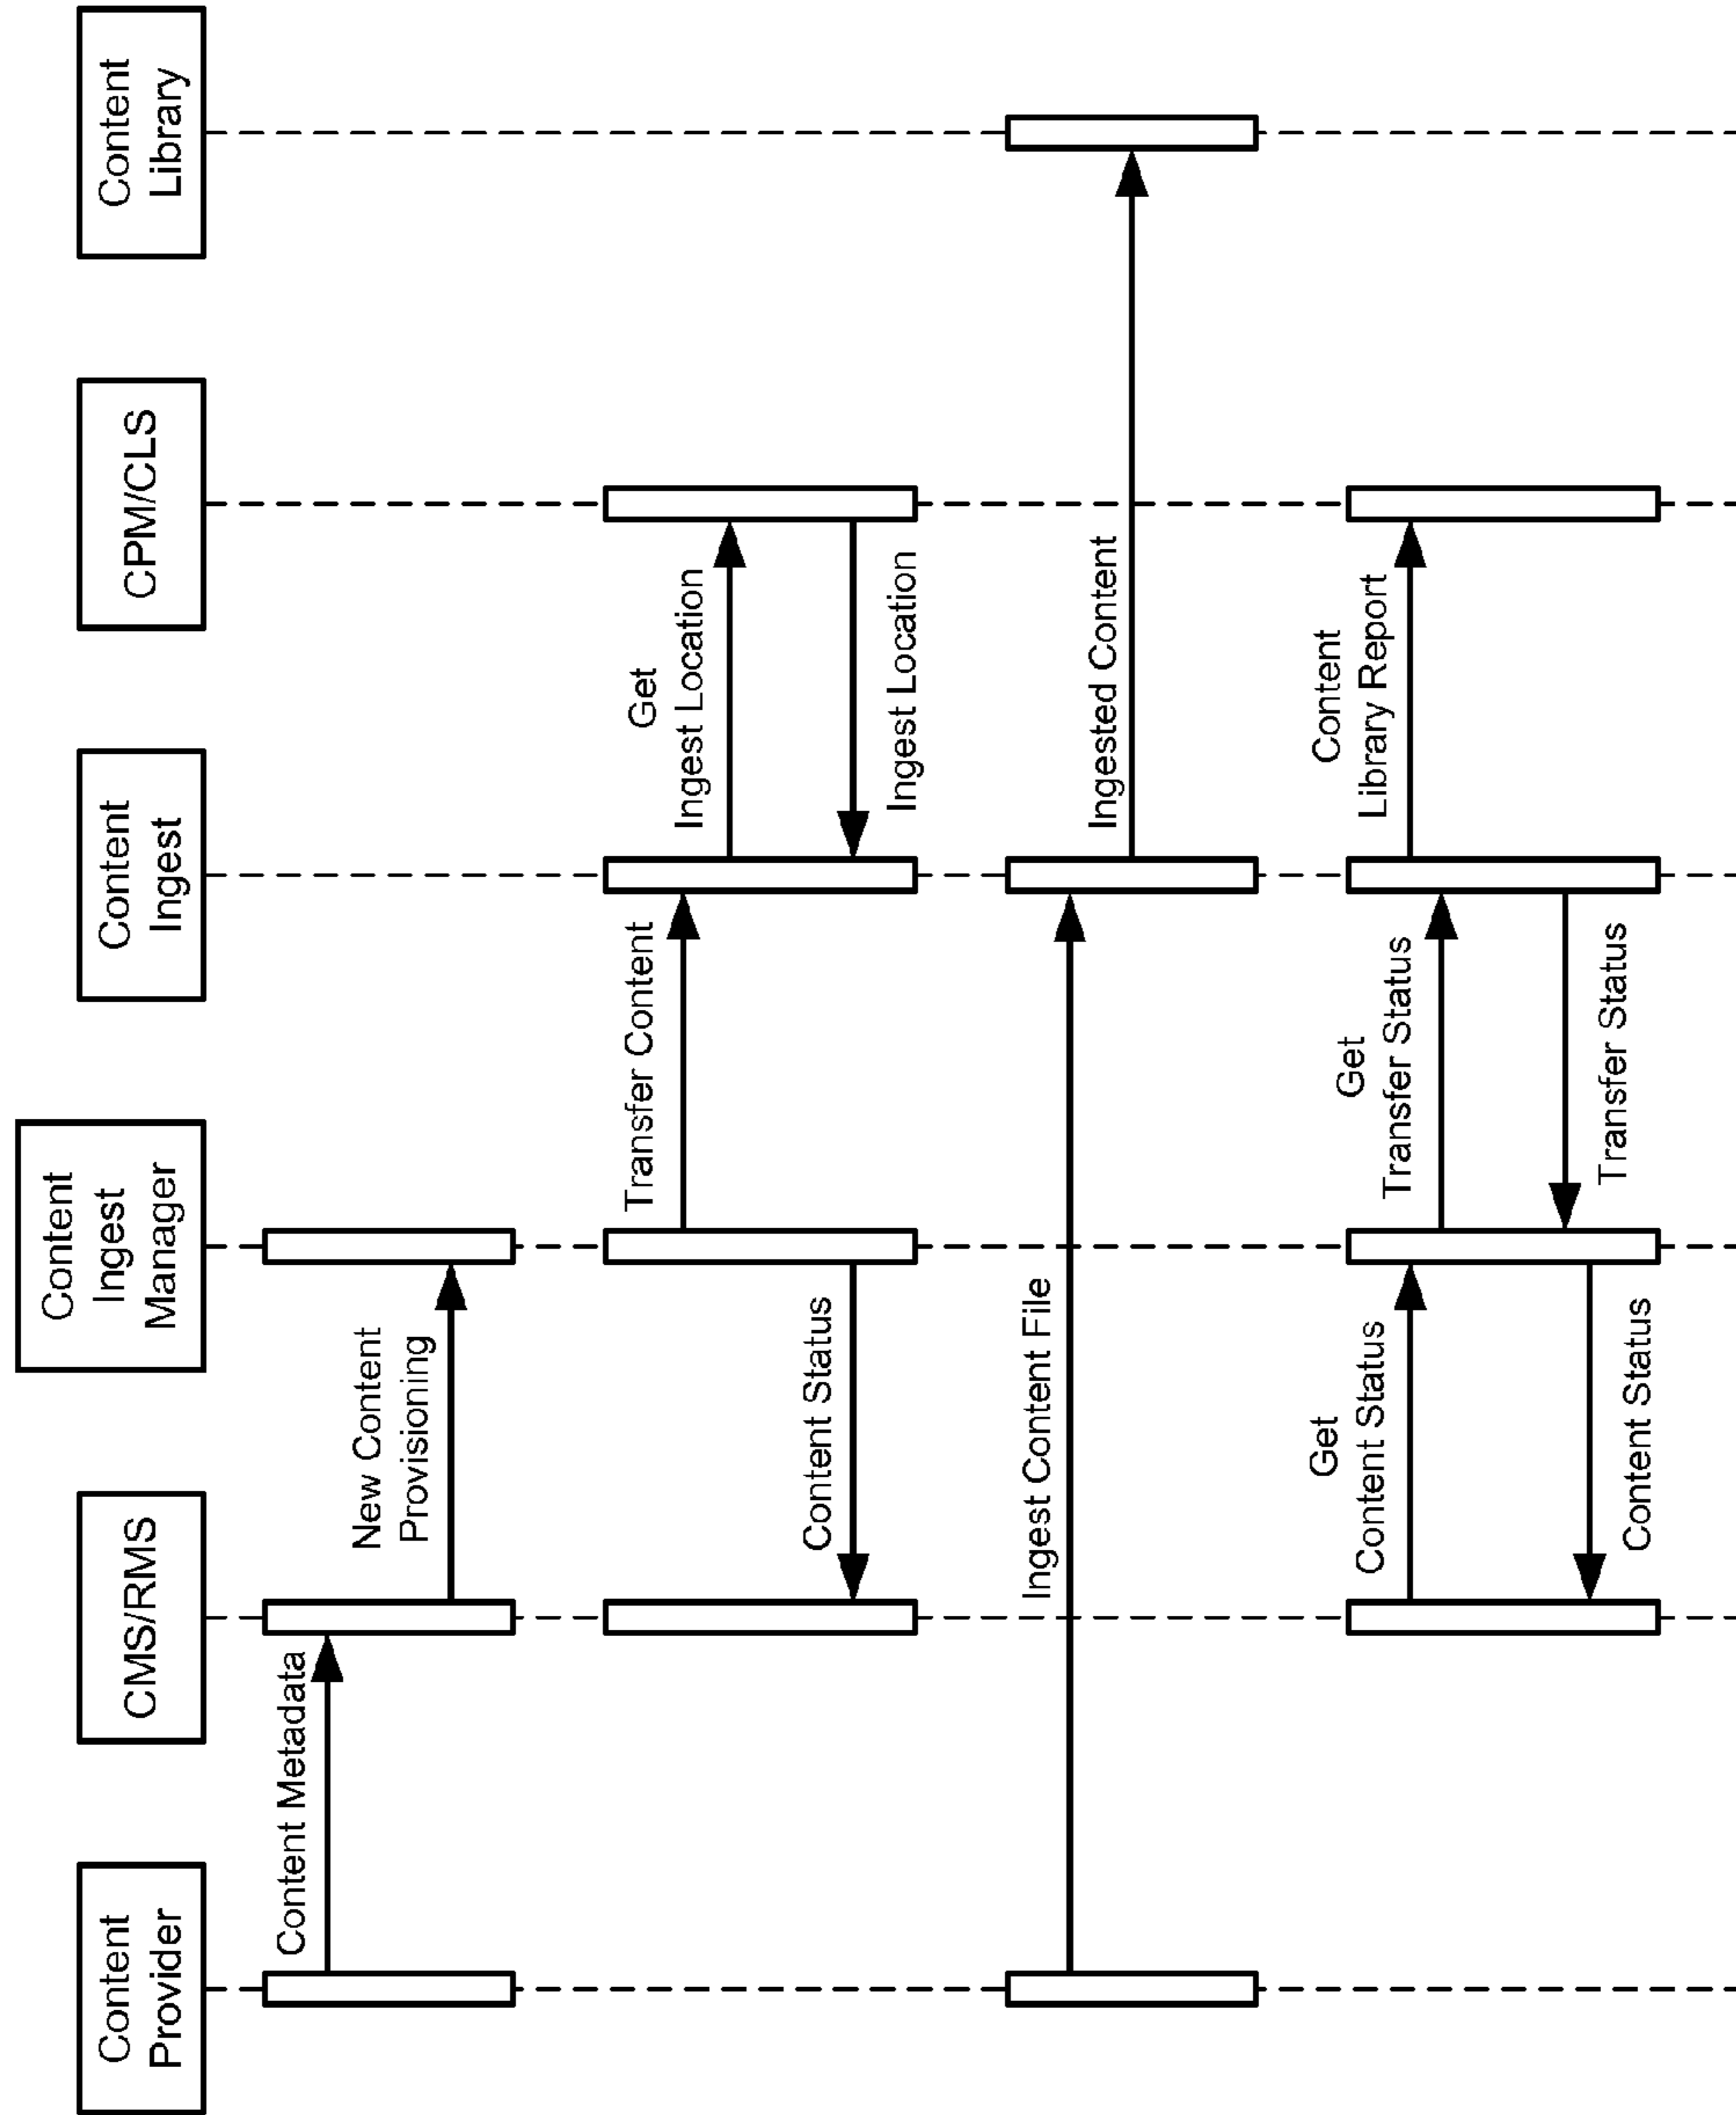 Content
Provider
CMS/RMS
Content
Ingest
Manager
Content
Ingest
CPM/CLS
Content
Library
Content Metadata
New Content
Provisioning
Transfer Content
Get
Ingest Location
Content Status
Ingest Location
Ingest Content File
Ingested Content
Get
Content Status
Get
Transfer Status
Content
Library Report
Content Status
Transfer Status